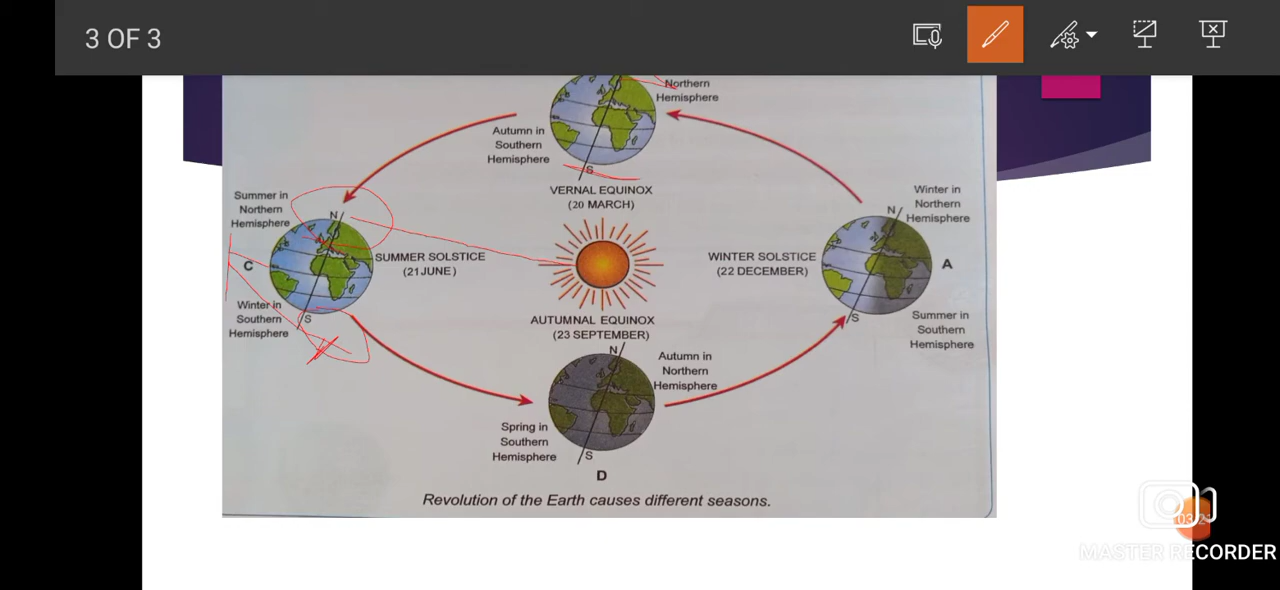 3 OF 3
Northern
Hemisphere
Autumn in
Southern
Hemisphere
S
VERNAL EQUINOX
(20 MARCH)
Summer in
Northern
Hemisphere
N
SUMMER SOLSTICE
(21 JUNE)
C
Winter in
Southern
Hemisphere
S
WINTER SOLSTICE
(22 DECEMBER)
Winter in
Northern
Hemisphere
N
A
S
Summer in
Southern
Hemisphere
AUTUMNAL EQUINOX
(23 SEPTEMBER)
N
Autumn in
Northern
Hemisphere
Spring in
Southern
Hemisphere
S
D
Revolution of the Earth causes different seasons.
MASTER RECORDER